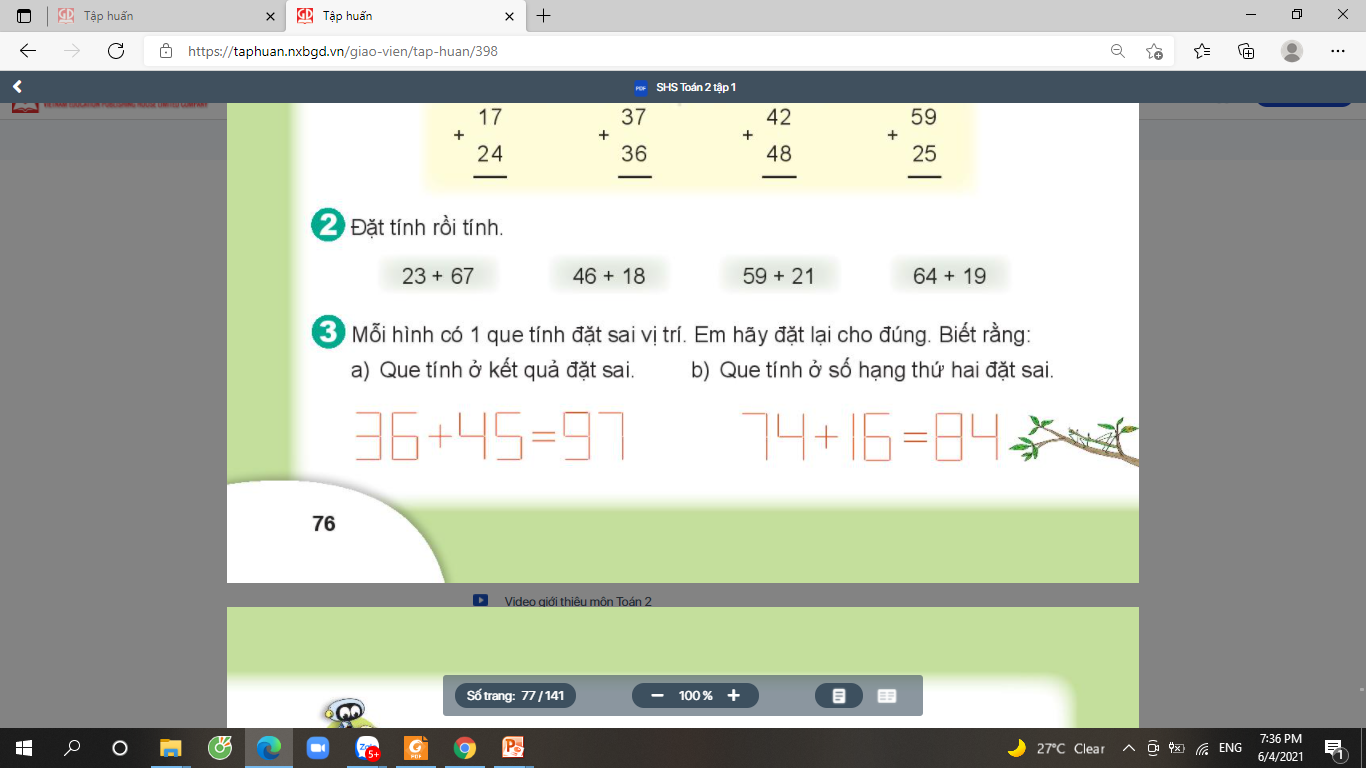 Tập huấn
Tập huấn
https://taphuan.nxbgd.vn/giao-vien/tap-huan/398
PDF SHS Toán 2 tập 1
17 37 42 59
+ + + +
24 36 48 25
2 Đặt tính rồi tính.
23 + 67 46 + 18 59 + 21 64 + 19
3 Mỗi hình có 1 que tính đặt sai vị trí. Em hãy đặt lại cho đúng. Biết rằng:
a) Que tính ở kết quả đặt sai. b) Que tính ở số hạng thứ hai đặt sai.
36+45=97 74+16=84
76
Video giới thiệu môn Toán 2
Số trang: 77 / 141 − 100 % +
27°C Clear ENG 7:36 PM
6/4/2021
5+
1